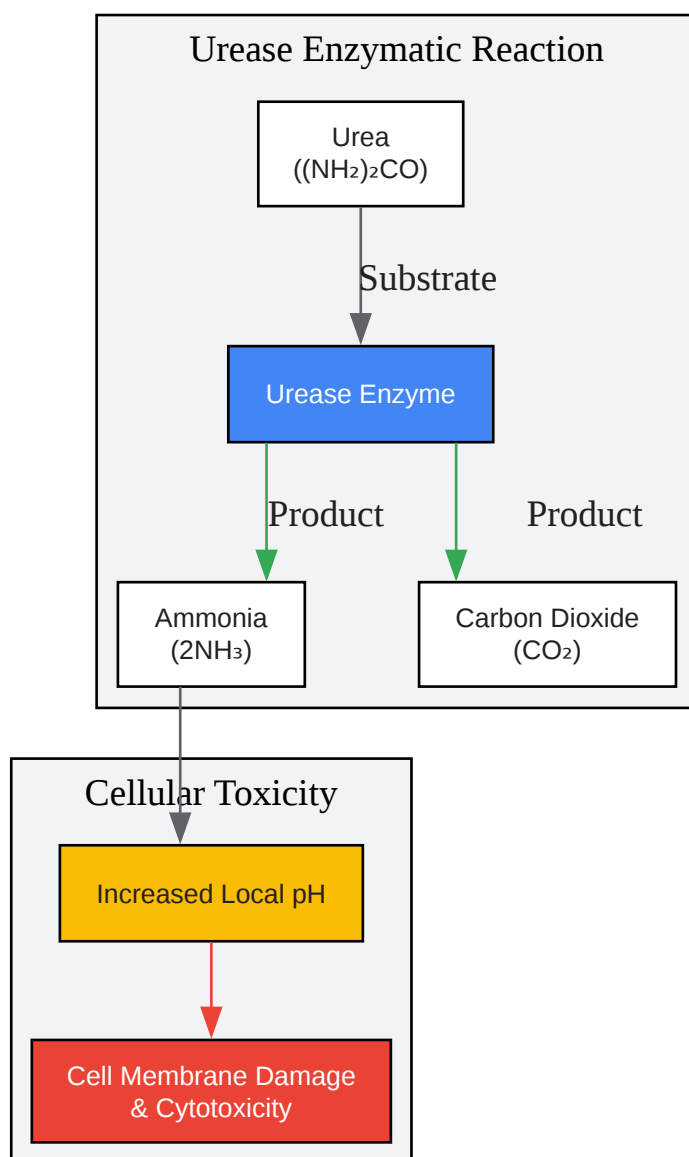 Urease Enzymatic Reaction
Urea
((NH₂)₂CO)
Substrate
Urease Enzyme
Product
Product
Ammonia
(2NH₃)
Carbon Dioxide
(CO₂)
Cellular Toxicity
Increased Local pH
Cell Membrane Damage
& Cytotoxicity